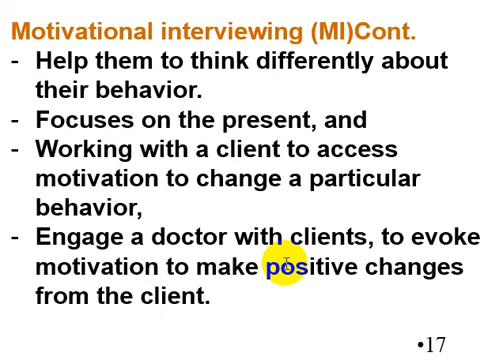 Motivational interviewing (MI)Cont.
- Help them to think differently about
their behavior.
- Focuses on the present, and
- Working with a client to access
motivation to change a particular
behavior,
- Engage a doctor with clients, to evoke
motivation to make positive changes
from the client.
•17